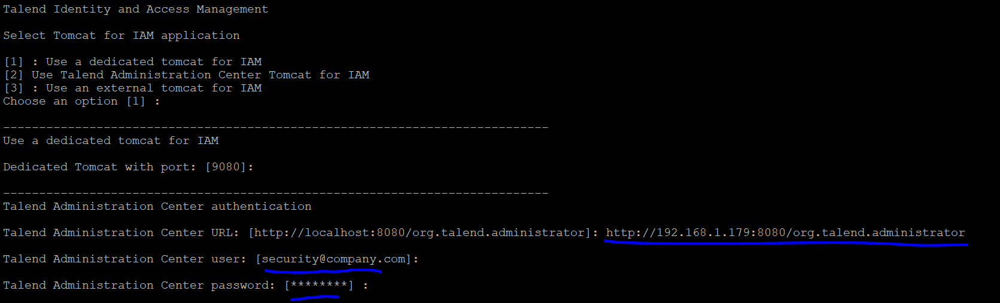 Talend Identity and Access Management
Select Tomcat for IAM application
[1] : Use a dedicated tomcat for IAM
[2] Use Talend Administration Center Tomcat for IAM
[3] : Use an external tomcat for IAM
Choose an option [1] :
----------------------------------------------------------------------------
Use a dedicated tomcat for IAM
Dedicated Tomcat with port: [9080]:
----------------------------------------------------------------------------
Talend Administration Center authentication
Talend Administration Center URL: [http://localhost:8080/org.talend.administrator]: http://192.168.1.179:8080/org.talend.administrator
Talend Administration Center user: [security@company.com]:
Talend Administration Center password: [********] :